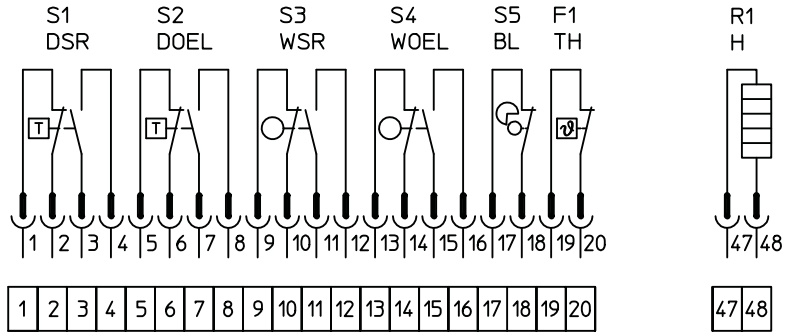 S1 S2 S3 S4 S5 F1 R1
DSR DOEL WSR WOEL BL TH H
T T ϑ
1 2 3 4 5 6 7 8 9 10 11 12 13 14 15 16 17 18 19 20 47 48
1 2 3 4 5 6 7 8 9 10 11 12 13 14 15 16 17 18 19 20 47 48